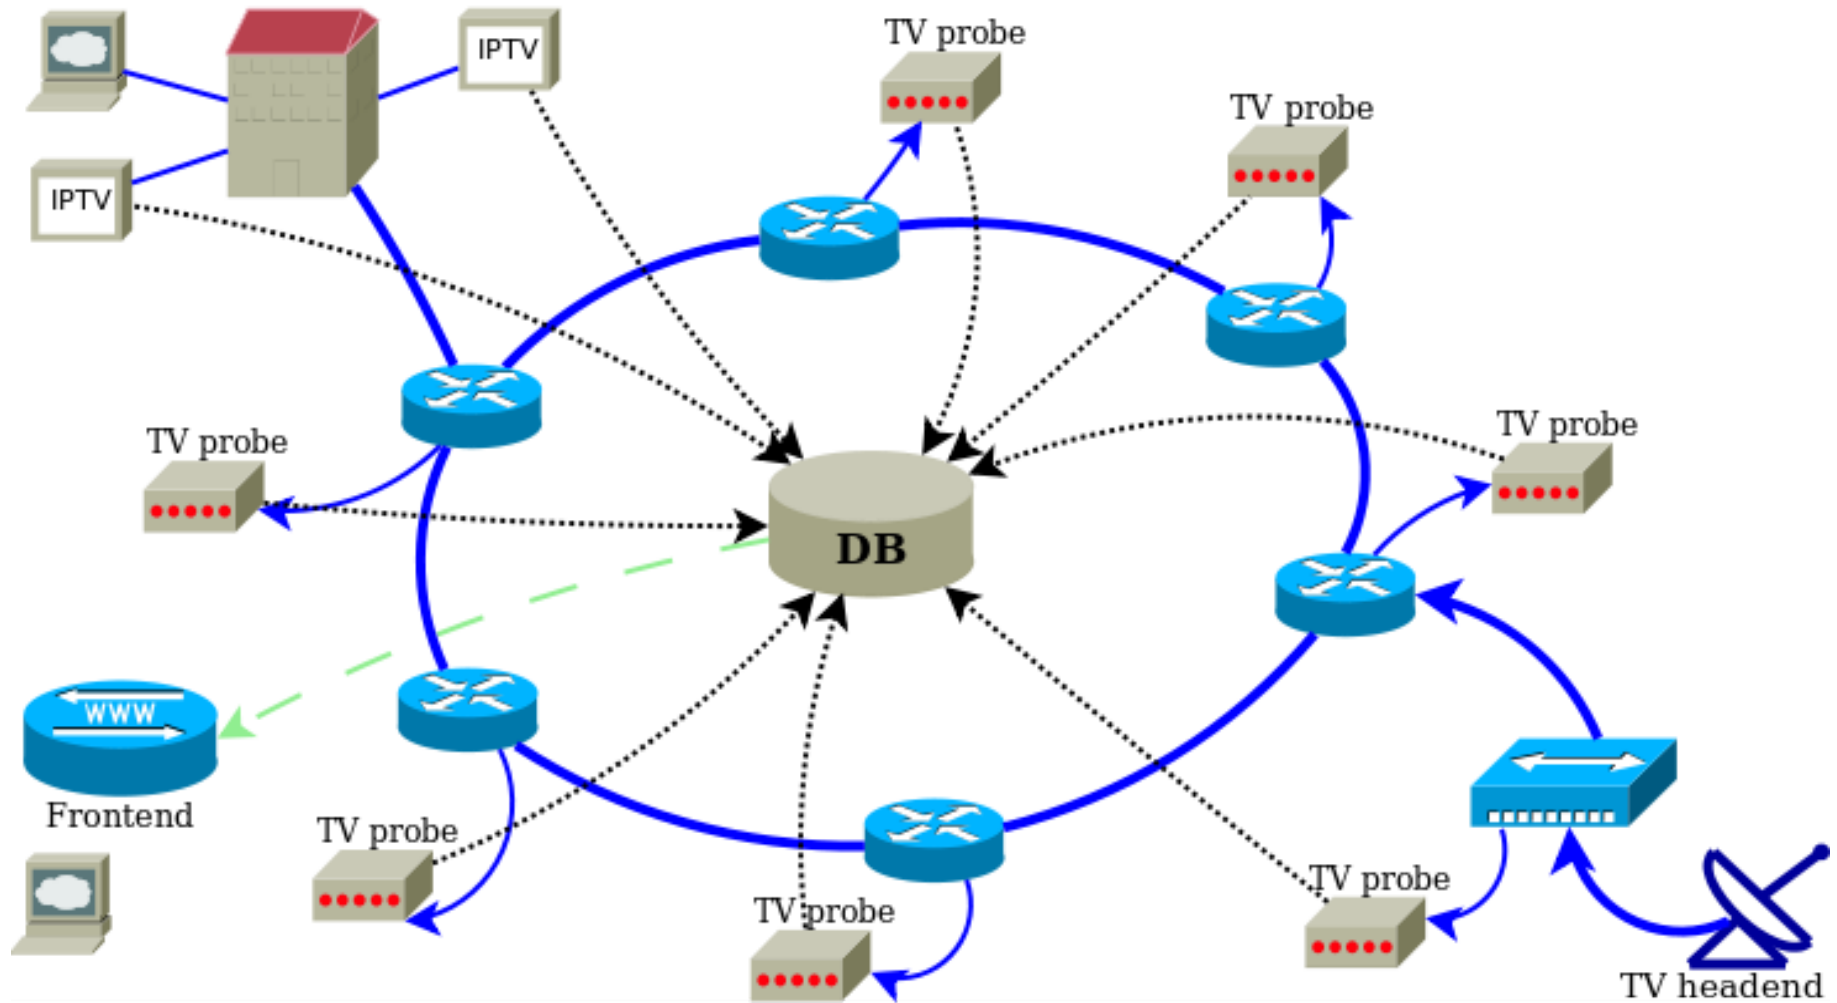 TV probe
IPTV
TV probe
IPTV
TV probe
TV probe
DB
WWW
Frontend
TV probe
TV probe
TV probe
TV headend